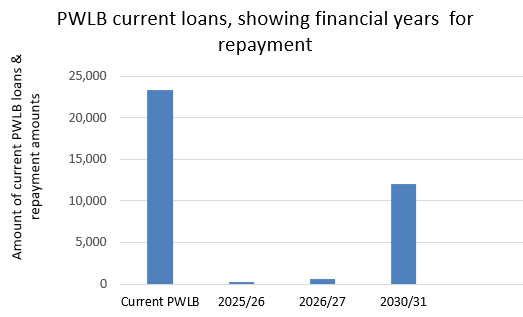 PWLB current loans, showing financial years  for
repayment
Amount of current PWLB loans &
repayment amounts
25,000
20,000
15,000
10,000
5,000
0
Current PWLB
2025/26
2026/27
2030/31